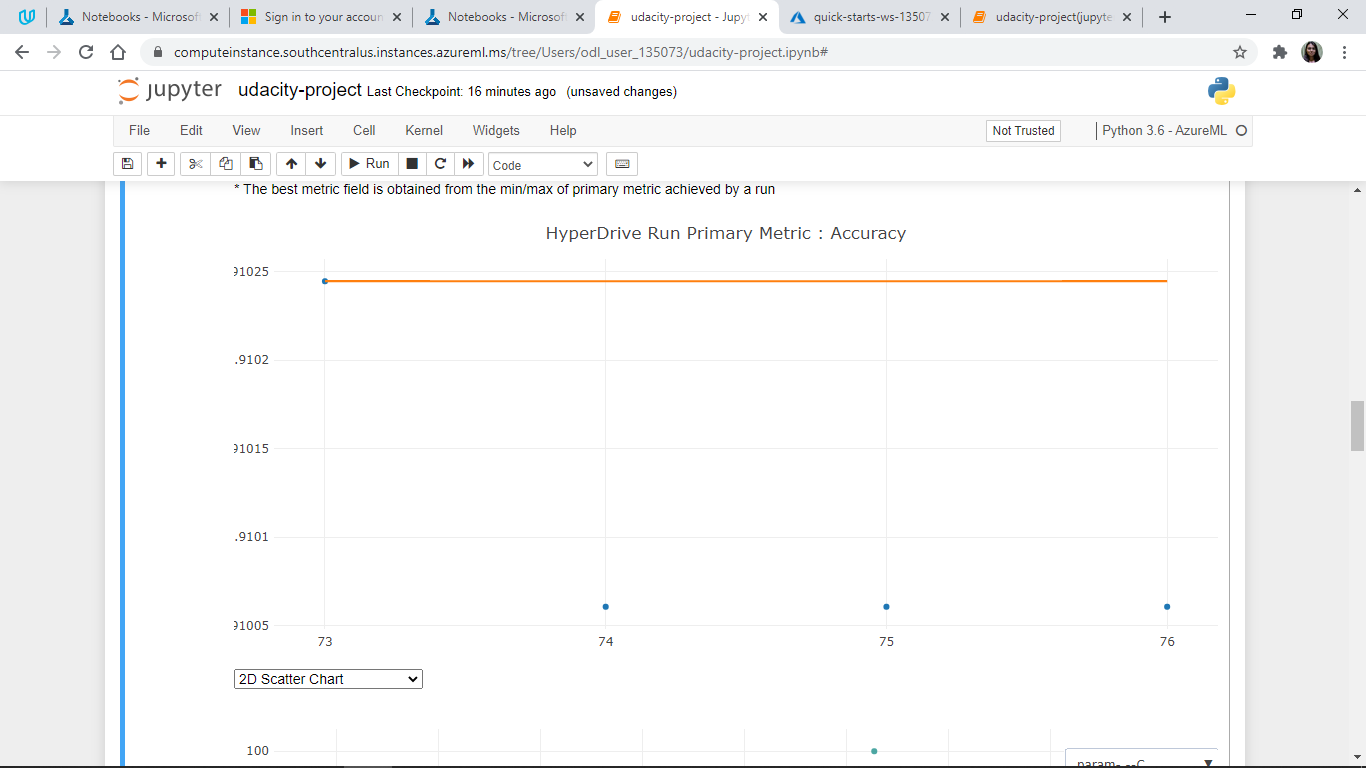 Notebooks - Microsoft
Sign in to your accoun
Notebooks - Microsoft
udacity-project - Jupyt
quick-starts-ws-13507
udacity-project(jupyte
computeinstance.southcentralus.instances.azureml.ms/tree/Users/odl_user_135073/udacity-project.ipynb#
jupyter udacity-project Last Checkpoint: 16 minutes ago (unsaved changes)
File Edit View Insert Cell Kernel Widgets Help Not Trusted Python 3.6 - AzureML
Run Code
* The best metric field is obtained from the min/max of primary metric achieved by a run
HyperDrive Run Primary Metric : Accuracy
91025
.9102
91015
.9101
91005
73 74 75 76
2D Scatter Chart
100
param- --C